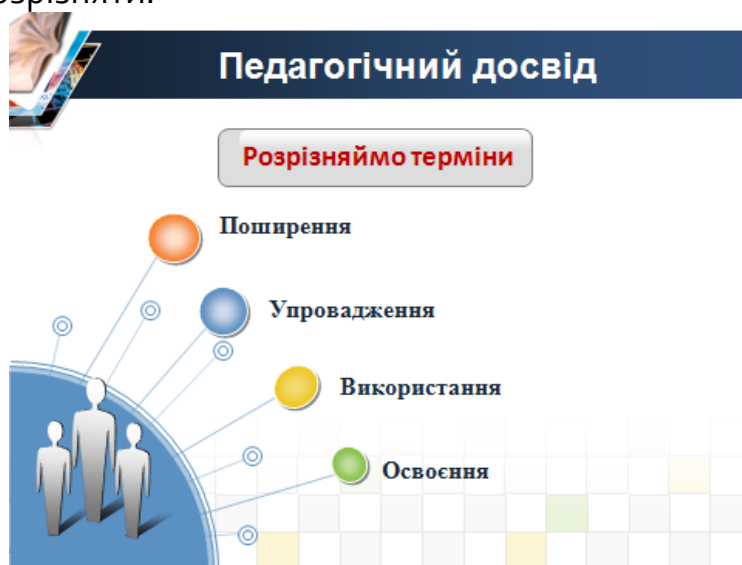 Педагогічний досвід
Розрізняймо терміни
Поширення
Упровадження
Використання
Освоєння